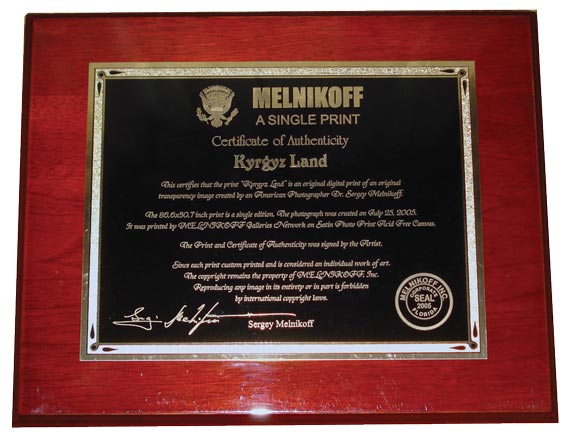 MELNIKOFF
A SINGLE PRINT
Certificate of Authenticity
Kyrgyz Land
This certifies that the print "Kyrgyrz Land" is an original digital print of an original
transparency image created by an American Photographer Dr. Sergey Melnikoff.
The 86,6x30,7 inch print is a single edition. The photograph was created on July 25, 2005.
It was printed by MELNIKOFF Galleries Network on Satin Photo Print Acid Free Canvas.
The Print and Certificate of Authenticity was signed by the Artist.
Since each print custom printed and is considered an individual work of art.
The copyright remains the property of MELNIKOFF Inc.
Reproducing any image in its entirety or in part is forbidden
by international copyright laws.
Sergey Melnikoff
MELNIKOFF INC.
CORPORATE
SEAL
2005
FLORIDA